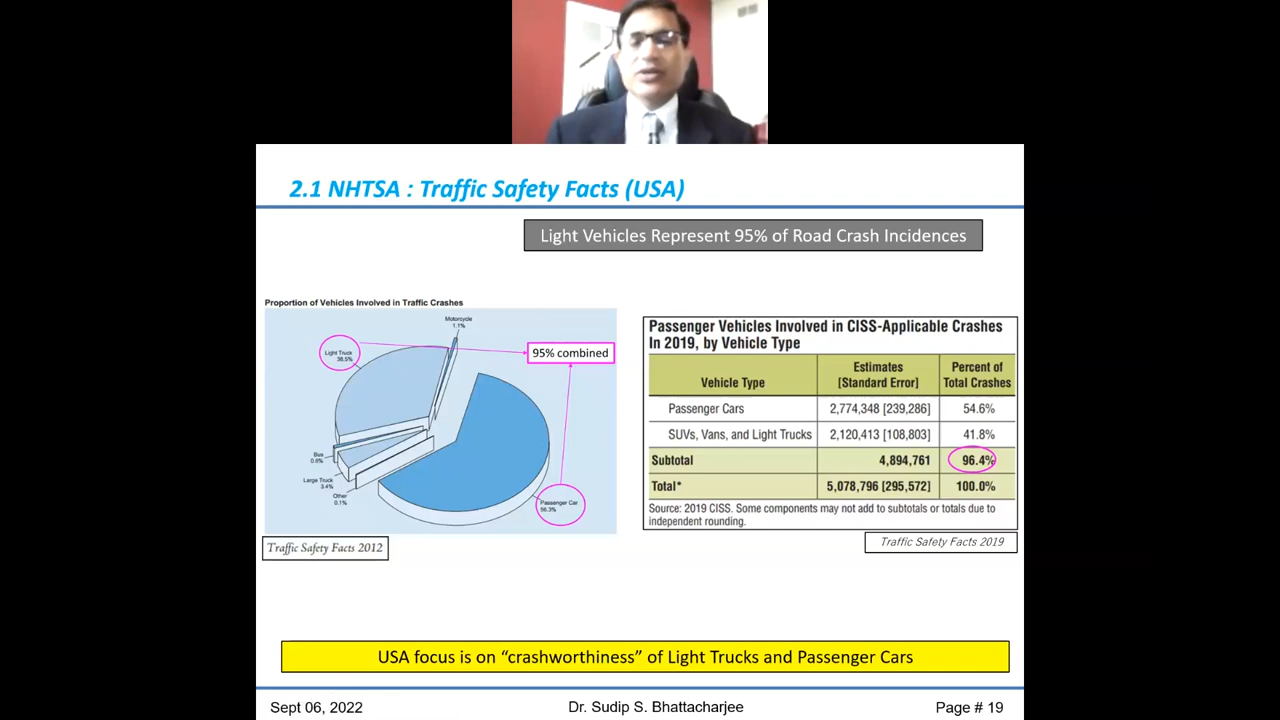 2.1 NHTSA : Traffic Safety Facts (USA)
Light Vehicles Represent 95% of Road Crash Incidences
Proportion of Vehicles Involved in Traffic Crashes
Motorcycle
1.1%
Light Truck
38.5%
95% combined
Bus
0.6%
Large Truck
3.4%
Other
0.1%
Passenger Car
56.3%
Traffic Safety Facts 2012
Passenger Vehicles Involved in CISS-Applicable Crashes
In 2019, by Vehicle Type
Vehicle Type
Estimates
[Standard Error]
Percent of
Total Crashes
Passenger Cars 2,774,348 [239,286] 54.6%
SUVs, Vans, and Light Trucks 2,120,413 [108,803] 41.8%
Subtotal 4,894,761 96.4%
Total* 5,078,796 [295,572] 100.0%
Source: 2019 CISS. Some components may not add to subtotals or totals due to
independent rounding.
Traffic Safety Facts 2019
USA focus is on “crashworthiness” of Light Trucks and Passenger Cars
Sept 06, 2022 Dr. Sudip S. Bhattacharjee Page # 19